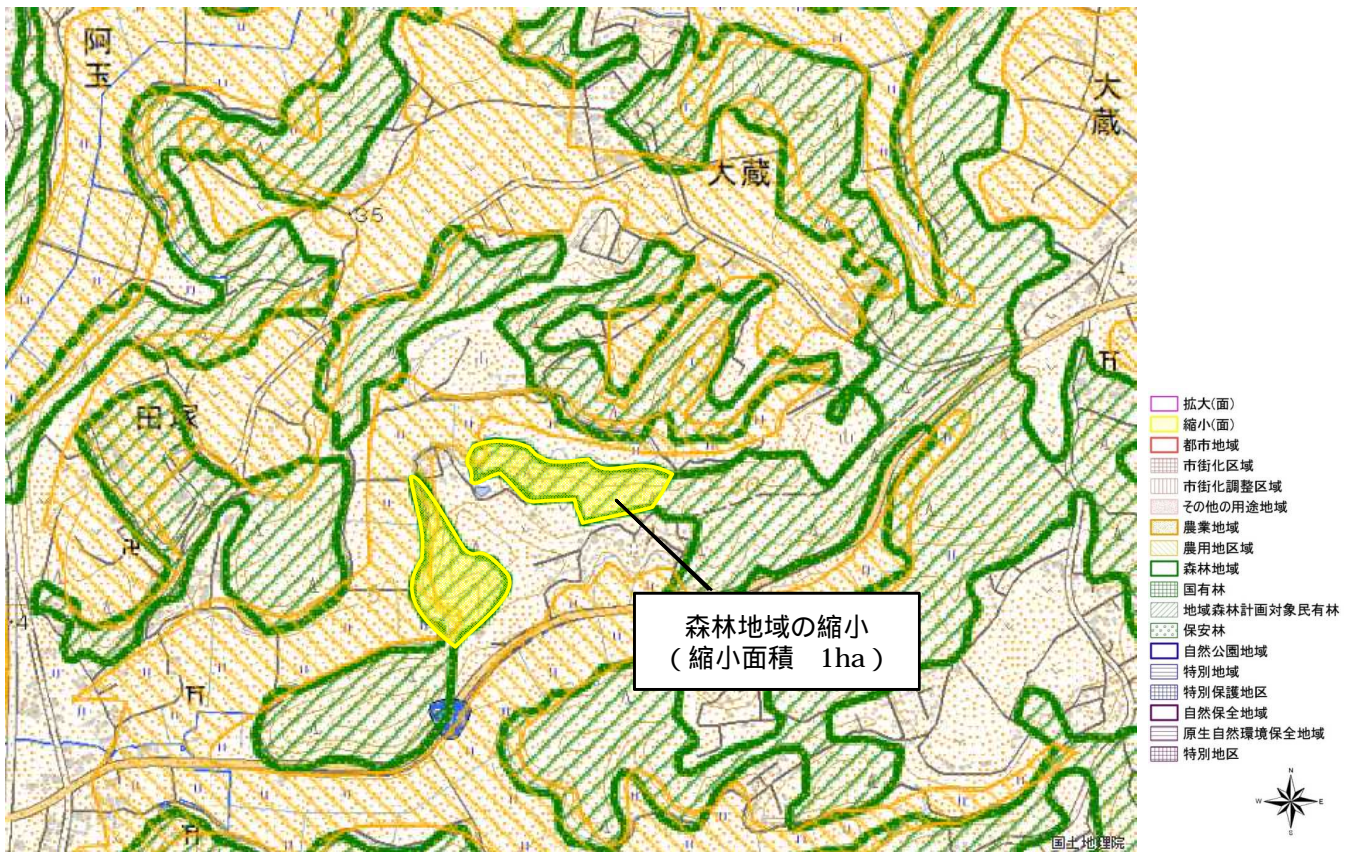 阿玉
大蔵
大蔵
35
田塚
卍
4
森林地域の縮小
(縮小面積 1ha)
国土地理院
拡大(面)
縮小(面)
都市地域
市街化区域
市街化調整区域
その他の用途地域
農業地域
農用地区域
森林地域
国有林
地域森林計画対象民有林
保安林
自然公園地域
特別地域
特別保護地区
自然保全地域
原生自然環境保全地域
特別地区
N
W
E
S